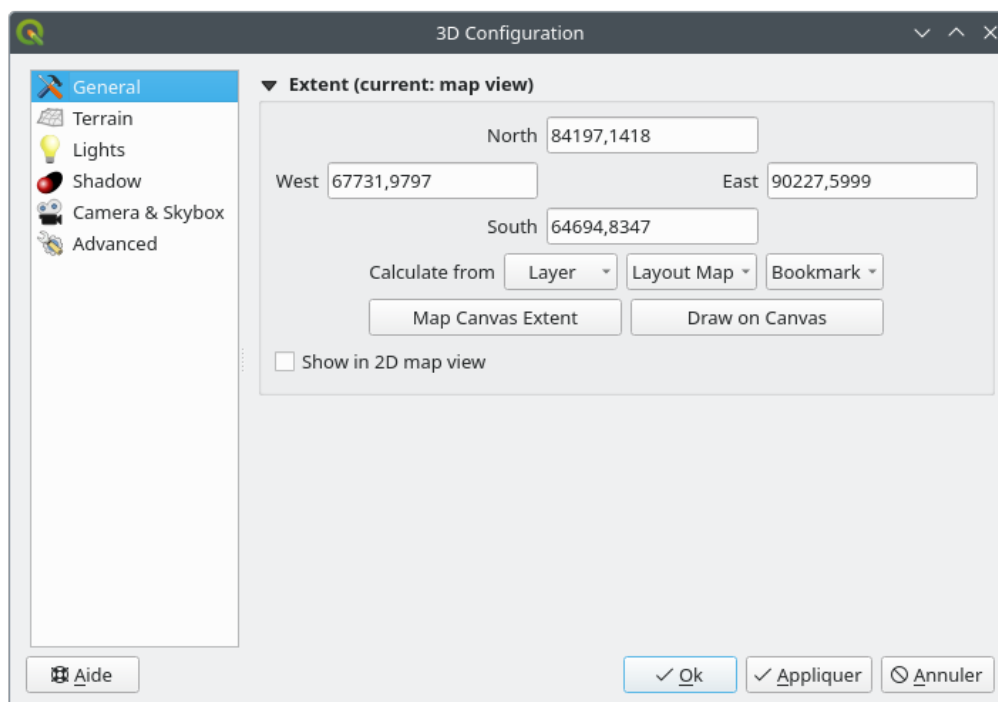 3D Configuration
General
Terrain
Lights
Shadow
Camera & Skybox
Advanced
Extent (current: map view)
North 84197,1418
West 67731,9797 East 90227,5999
South 64694,8347
Calculate from Layer Layout Map Bookmark
Map Canvas Extent Draw on Canvas
Show in 2D map view
Aide Ok Appliquer Annuler